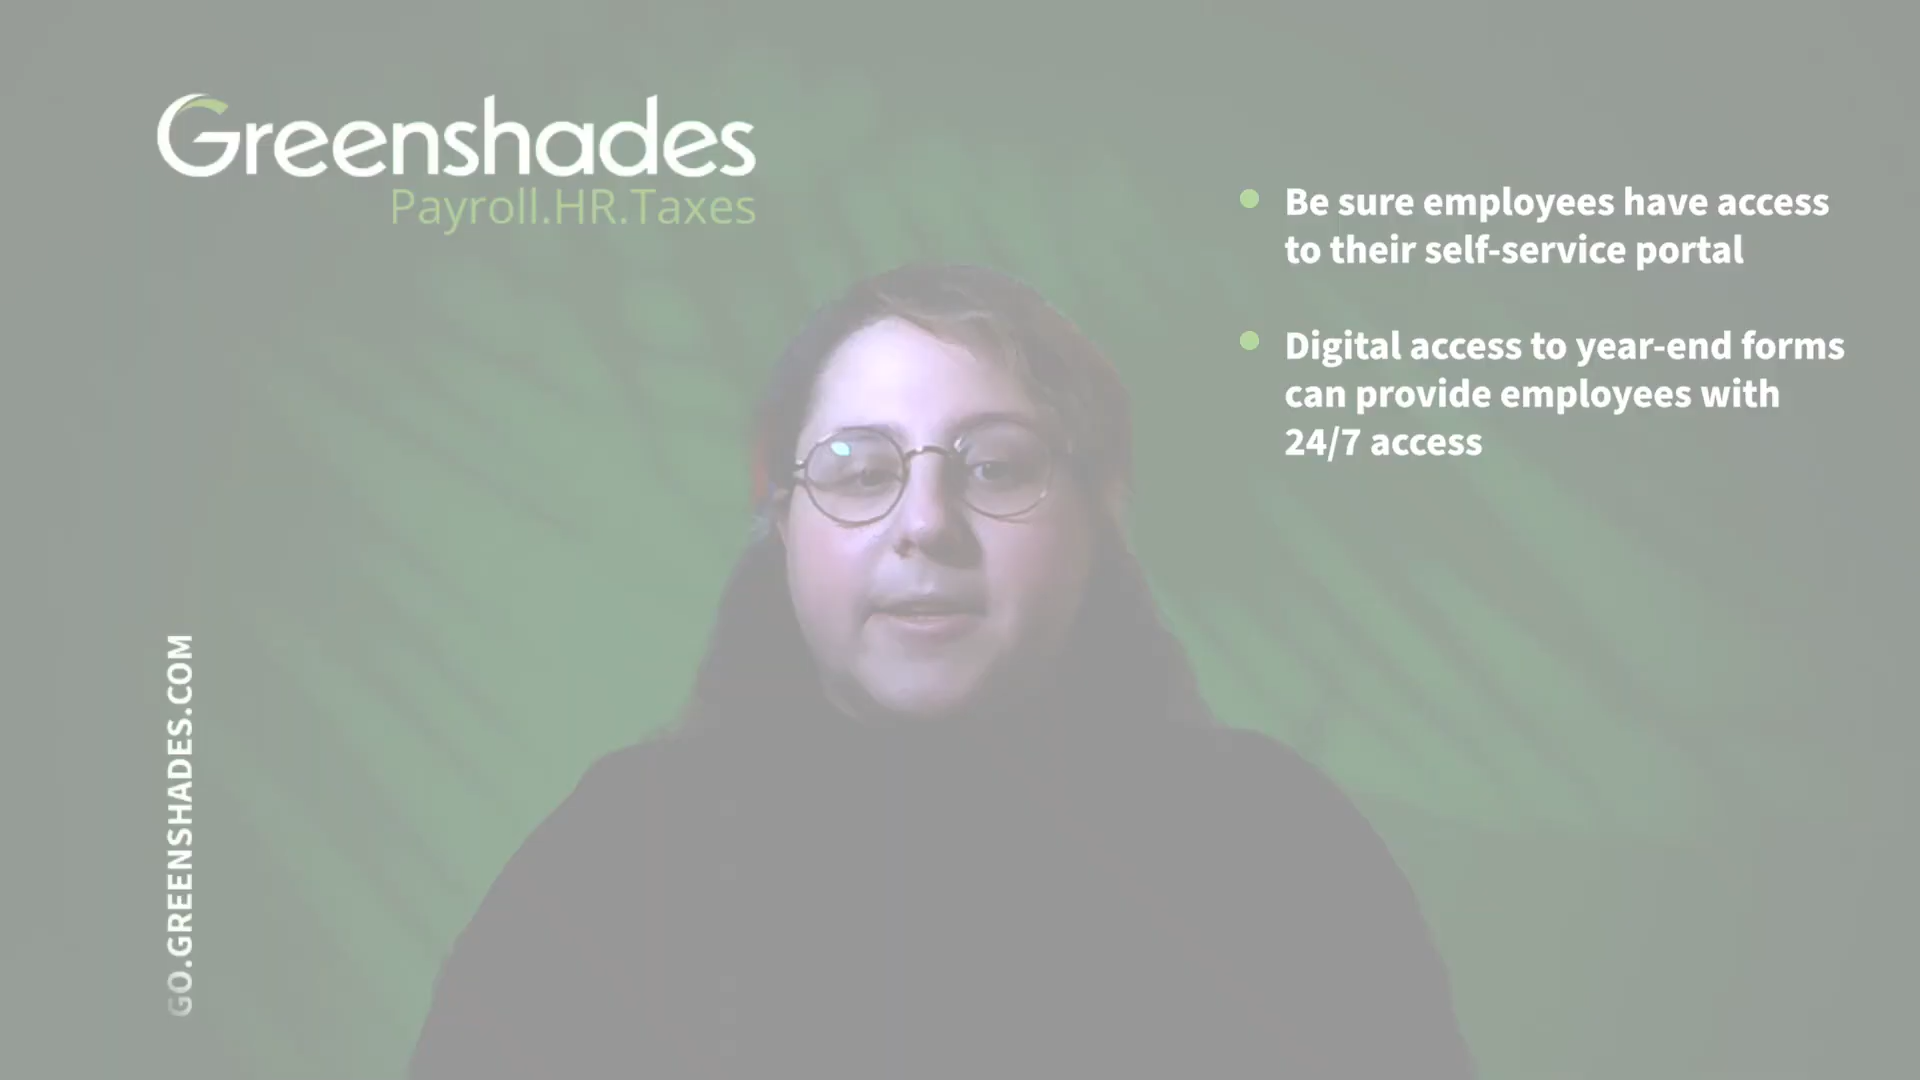 Greenshades
Payroll.HR.Taxes
Be sure employees have access
to their self-service portal
Digital access to year-end forms
can provide employees with
24/7 access
GO.GREENSHADES.COM